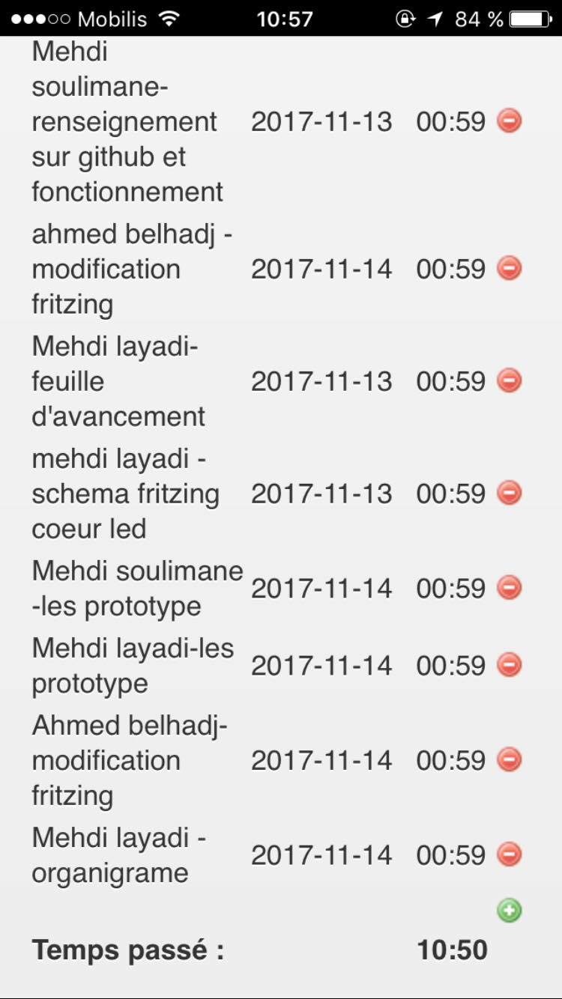 Mobilis 10:57 84 %
Mehdi
soulimane-
renseignement 2017-11-13 00:59
sur github et
fonctionnement
ahmed belhadj -
modification 2017-11-14 00:59
fritzing
Mehdi layadi-
feuille 2017-11-13 00:59
d'avancement
mehdi layadi -
schema fritzing 2017-11-13 00:59
coeur led
Mehdi soulimane
-les prototype 2017-11-14 00:59
Mehdi layadi-les
prototype 2017-11-14 00:59
Ahmed belhadj-
modification 2017-11-14 00:59
fritzing
Mehdi layadi -
organigrame 2017-11-14 00:59
Temps passé : 10:50